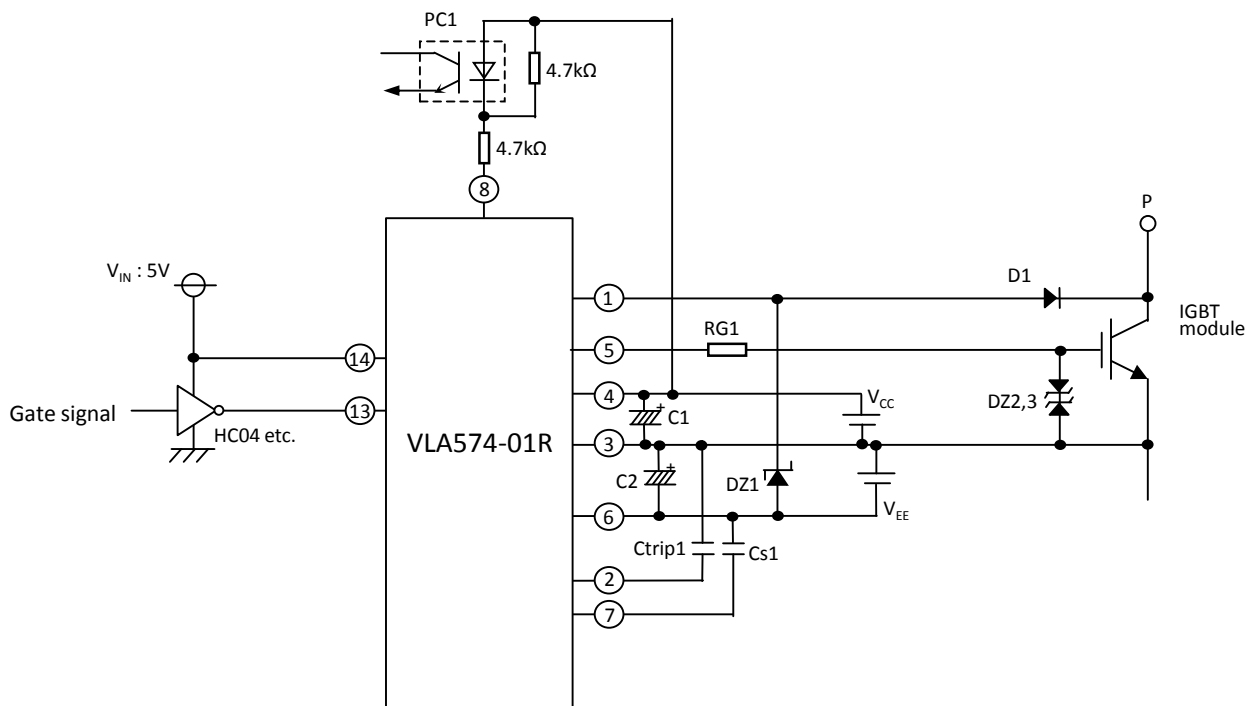 PC1
4.7kΩ
4.7kΩ
8
P
V_IN : 5V
D1
1
IGBT
module
RG1
5
14
4
V_CC
Gate signal
13
C1
DZ2,3
HC04 etc.
VLA574-01R
3
C2
DZ1
6
V_EE
Ctrip1
Cs1
2
7